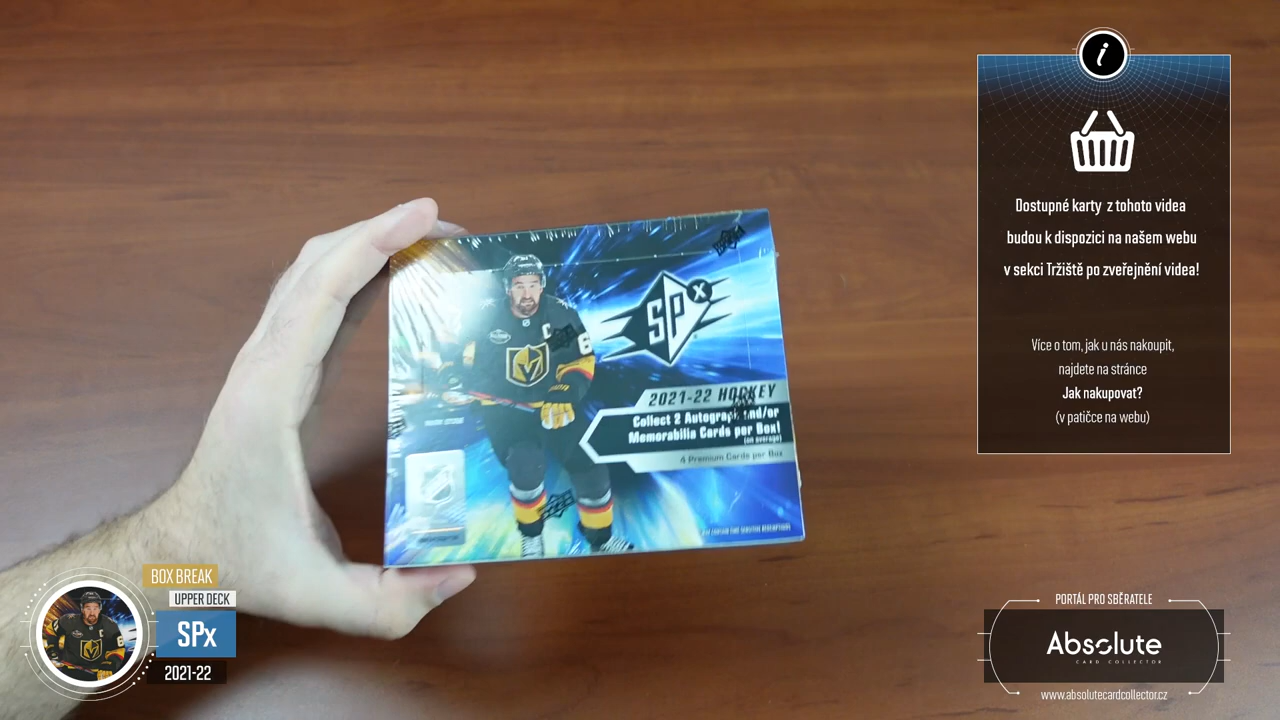 SPx
2021-22 HOCKEY
Collect 2 Autograph and/or
Memorabilia Cards per Box!
(on average)
4 Premium Cards per Box
C
6
BOX BREAK
UPPER DECK
SPx
2021-22
i
Dostupné karty z tohoto videa
budou k dispozici na našem webu
v sekci Tržiště po zveřejnění videa!
Více o tom, jak u nás nakoupit,
najdete na stránce
Jak nakupovat?
(v patičce na webu)
PORTÁL PRO SBĚRATELE
Absolute
CARD COLLECTOR
www.absolutecardcollector.cz